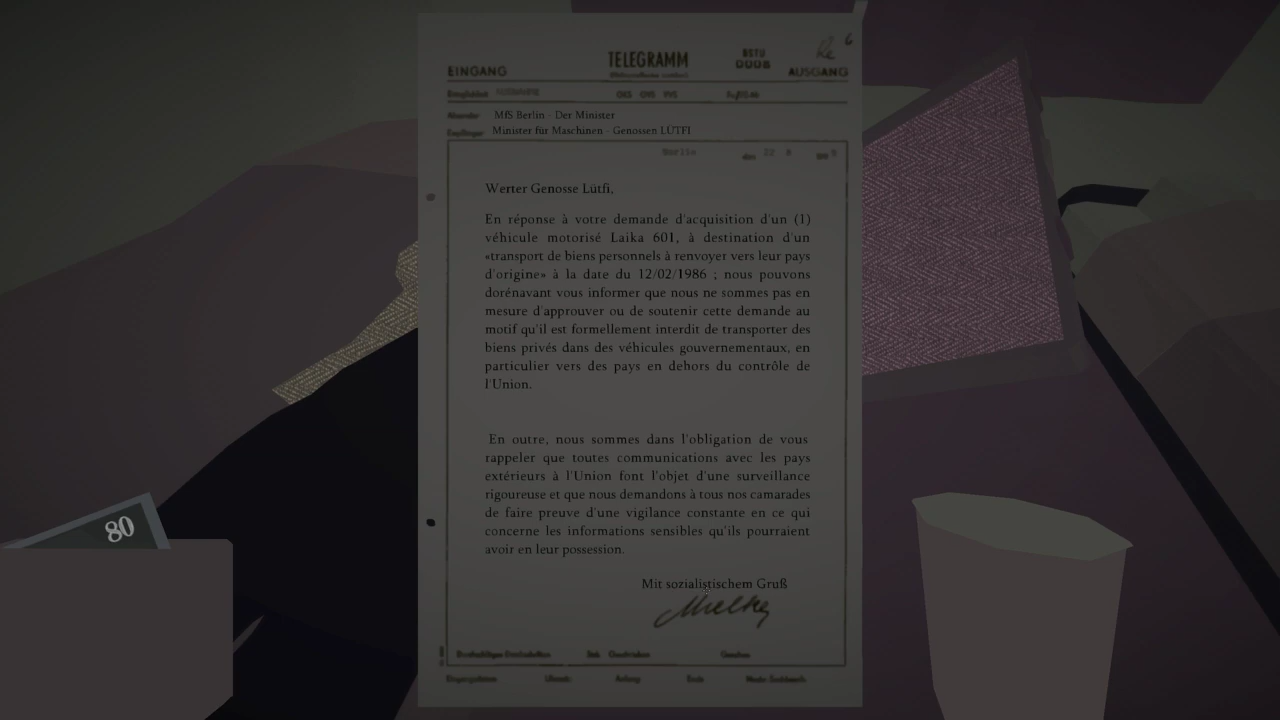 TELEGRAMM
BSTU
0008
EINGANG
AUSGANG
MfS Berlin - Der Minister
Minister für Maschinen - Genossen LÜTFI
Werter Genosse Lütfi,
En réponse à votre demande d'acquisition d'un (1)
véhicule motorisé Laika 601, à destination d'un
«transport de biens personnels à renvoyer vers leur pays
d'origine» à la date du 12/02/1986 ; nous pouvons
dorénavant vous informer que nous ne sommes pas en
mesure d'approuver ou de soutenir cette demande au
motif qu'il est formellement interdit de transporter des
biens privés dans des véhicules gouvernementaux, en
particulier vers des pays en dehors du contrôle de
l'Union.
En outre, nous sommes dans l'obligation de vous
rappeler que toutes communications avec les pays
extérieurs à l'Union font l'objet d'une surveillance
rigoureuse et que nous demandons à tous nos camarades
de faire preuve d'une vigilance constante en ce qui
concerne les informations sensibles qu'ils pourraient
avoir en leur possession.
Mit sozialistischem Gruß
Mielke
80